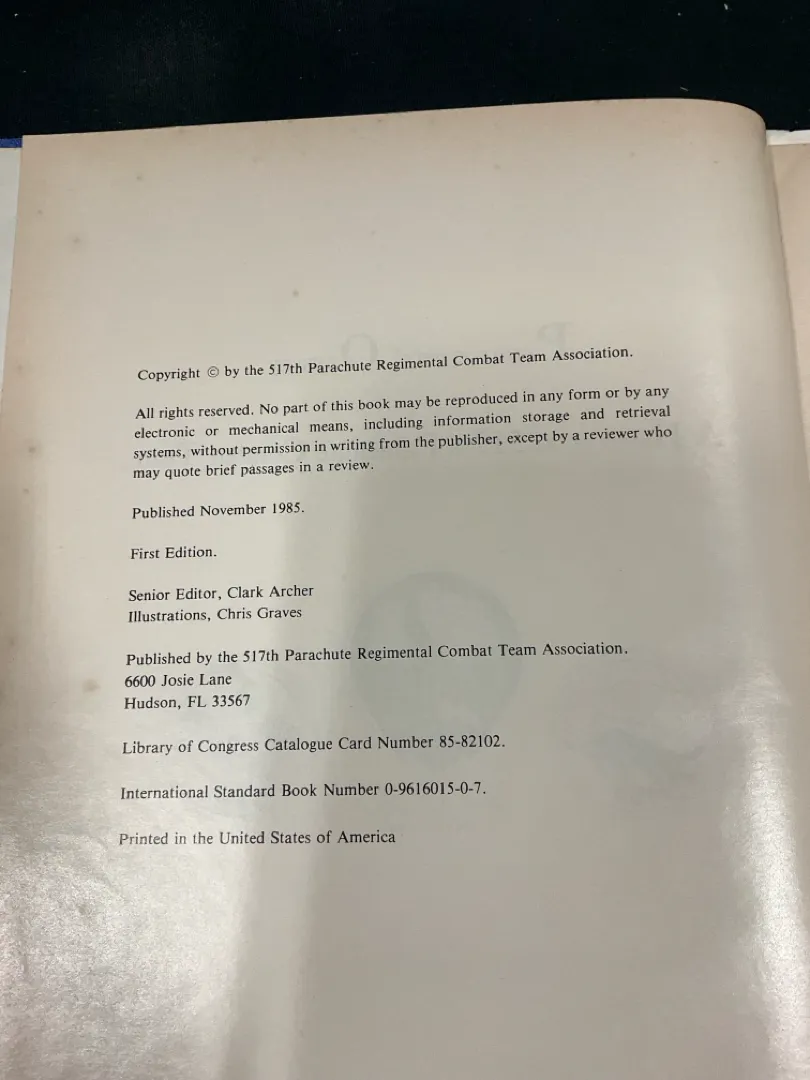 Copyright © by the 517th Parachute Regimental Combat Team Association.
All rights reserved. No part of this book may be reproduced in any form or by any
electronic or mechanical means, including information storage and retrieval
systems, without permission in writing from the publisher, except by a reviewer who
may quote brief passages in a review.
Published November 1985.
First Edition.
Senior Editor, Clark Archer
Illustrations, Chris Graves
Published by the 517th Parachute Regimental Combat Team Association.
6600 Josie Lane
Hudson, FL 33567
Library of Congress Catalogue Card Number 85-82102.
International Standard Book Number 0-9616015-0-7.
Printed in the United States of America